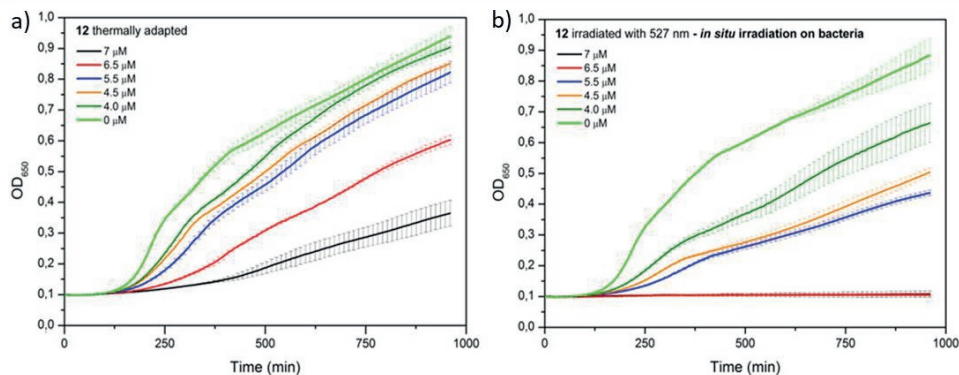 a)
12 thermally adapted
7 μM
6.5 μM
5.5 μM
4.5 μM
4.0 μM
0 μM
1,0
0,9
0,8
0,7
0,6
0,5
0,4
0,3
0,2
0,1
0,0
OD650
0
250
500
750
1000
Time (min)
b)
12 irradiated with 527 nm - in situ irradiation on bacteria
7 μM
6.5 μM
5.5 μM
4.5 μM
4.0 μM
0 μM
1,0
0,9
0,8
0,7
0,6
0,5
0,4
0,3
0,2
0,1
0,0
OD650
0
250
500
750
1000
Time (min)